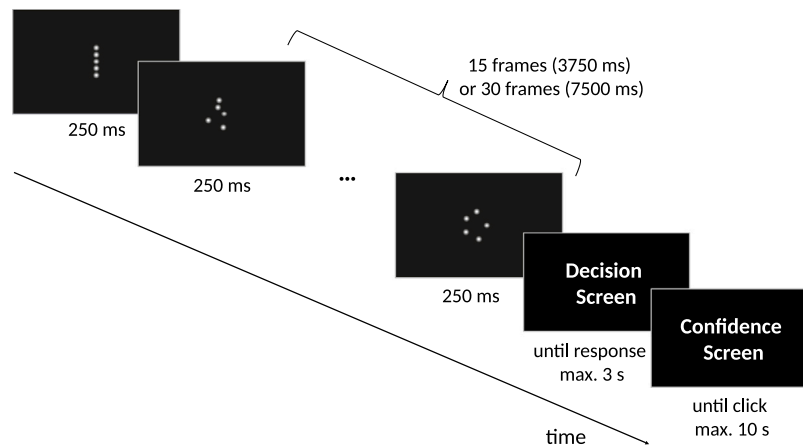 15 frames (3750 ms)
or 30 frames (7500 ms)
250 ms
250 ms
...
250 ms
Decision
Screen
until response
max. 3 s
Confidence
Screen
until click
max. 10 s
time